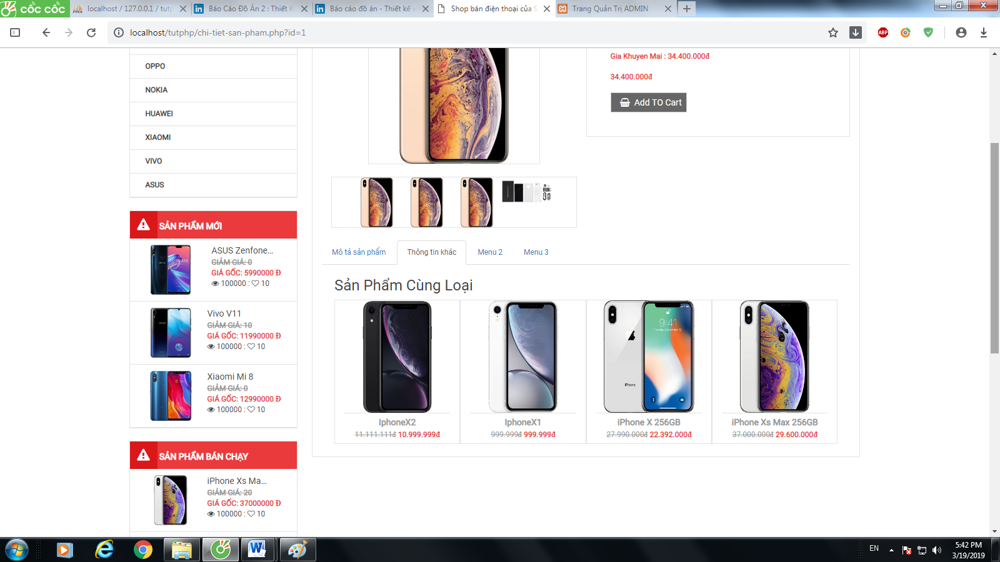 cốc cốc
localhost / 127.0.0.1 / tutp
Báo Cáo Đồ Án 2 : Thiết K
Báo cáo đồ án - Thiết kế v
Shop bán điện thoại của S
Trang Quản Trị ADMIN
localhost/tutphp/chi-tiet-san-pham.php?id=1
ABP
OPPO
NOKIA
HUAWEI
XIAOMI
VIVO
ASUS
Gia Khuyen Mai : 34.400.000đ
34.400.000đ
Add TO Cart
SẢN PHẨM MỚI
ASUS Zenfone...
GIẢM GIÁ: 0
GIÁ GỐC: 5990000 Đ
100000 : 10
Vivo V11
GIẢM GIÁ: 10
GIÁ GỐC: 11990000 Đ
100000 : 10
Xiaomi Mi 8
GIẢM GIÁ: 0
GIÁ GỐC: 12990000 Đ
100000 : 10
SẢN PHẨM BÁN CHẠY
iPhone Xs Ma...
GIẢM GIÁ: 20
GIÁ GỐC: 37000000 Đ
100000 : 10
Mô tả sản phẩm
Thông tin khác
Menu 2
Menu 3
Sản Phẩm Cùng Loại
9:41
iPhone
IphoneX2
11.111.111đ 10.999.999đ
IphoneX1
999.999đ 999.999đ
iPhone X 256GB
27.990.000đ 22.392.000đ
iPhone Xs Max 256GB
37.000.000đ 29.600.000đ
EN
5:42 PM
3/19/2019